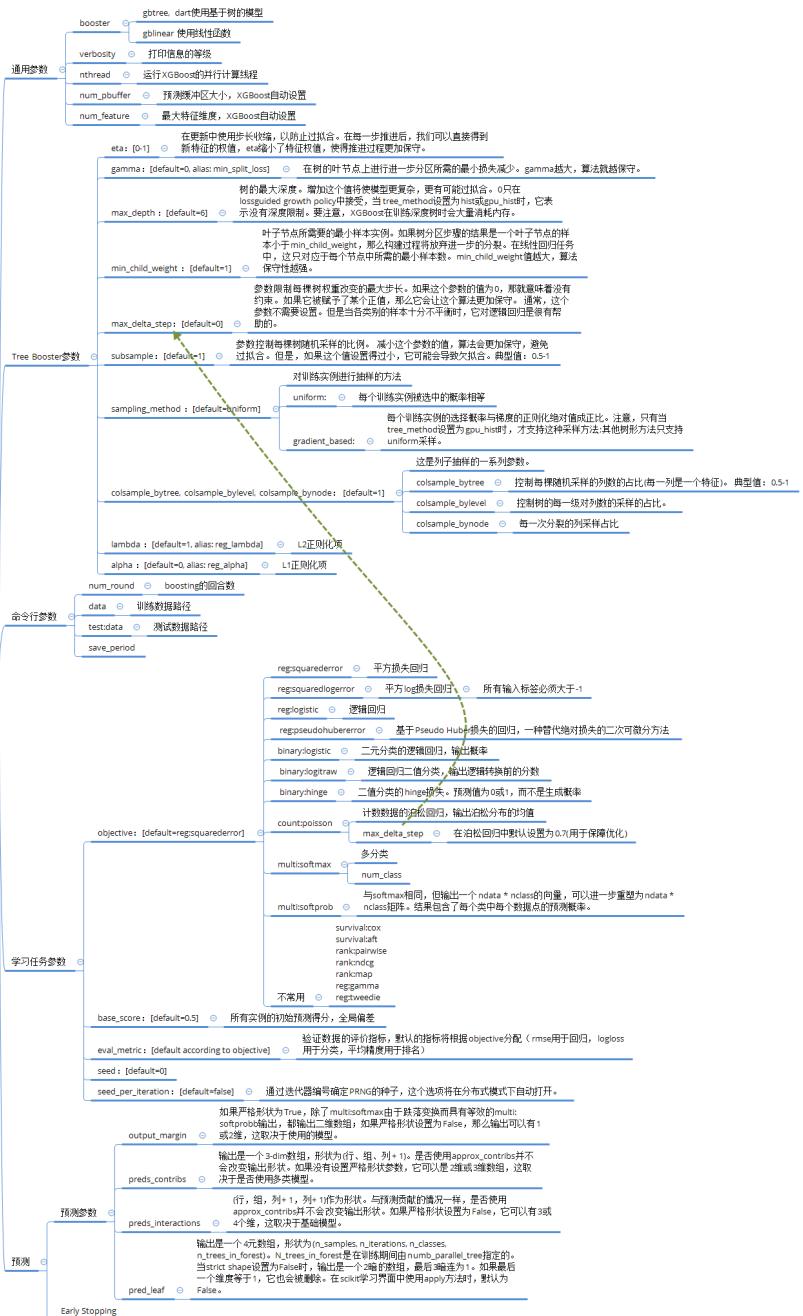 通用参数
booster
gbtree, dart使用基于树的模型
gblinear 使用线性函数
verbosity
打印信息的等级
nthread
运行XGBoost的并行计算线程
num_pbuffer
预测缓冲区大小，XGBoost自动设置
num_feature
最大特征维度，XGBoost自动设置
Tree Booster参数
eta: [0-1]
在更新中使用步长收缩，以防止过拟合。在每一步推进后，我们可以直接得到
新特征的权值，eta缩小了特征权值，使得推进过程更加保守。
gamma：[default=0, alias: min_split_loss]
在树的叶节点上进行进一步分区所需的最小损失减少。gamma越大，算法就越保守。
max_depth：[default=6]
树的最大深度。增加这个值将使模型更复杂，更有可能过拟合。0只在
lossguided growth policy中接受，当tree_method设置为hist或gpu_hist时，它表
示没有深度限制。要注意，XGBoost在训练深度树时会大量消耗内存。
min_child_weight：[default=1]
叶子节点所需要的最小样本实例。如果树分区步骤的结果是一个叶子节点的样
本小于min_child_weight，那么构建过程将放弃进一步的分裂。在线性回归任务
中，这只对应于每个节点中所需的最小样本数。min_child_weight值越大，算法
保守性越强。
max_delta_step：[default=0]
参数限制每棵树权重改变的最大步长。如果这个参数的值为0，那就意味着没有
约束。如果它被赋予了某个正值，那么它会让这个算法更加保守。 通常，这个
参数不需要设置。但是当各类别的样本十分不平衡时，它对逻辑回归是很有帮
助的。
subsample：[default=1]
参数控制每棵树随机采样的比例。 减小这个参数的值，算法会更加保守，避免
过拟合。但是，如果这个值设置得过小，它可能会导致欠拟合。典型值：0.5-1
sampling_method：[default=uniform]
对训练实例进行抽样的方法
uniform:
每个训练实例被选中的概率相等
gradient_based:
每个训练实例的选择概率与梯度的正则化绝对值成正比。注意，只有当
tree_method设置为gpu_hist时，才支持这种采样方法;其他树形方法只支持
uniform采样。
colsample_bytree, colsample_bylevel, colsample_bynode：[default=1]
这是列子抽样的一系列参数。
colsample_bytree
控制每棵随机采样的列数的占比(每一列是一个特征)。 典型值：0.5-1
colsample_bylevel
控制树的每一级对列数的采样的占比。
colsample_bynode
每一次分裂的列采样占比
lambda：[default=1, alias: reg_lambda]
L2正则化项
alpha：[default=0, alias: reg_alpha]
L1正则化项
命令行参数
num_round
boosting的回合数
data
训练数据路径
test:data
测试数据路径
save_period
学习任务参数
objective：[default=reg:squarederror]
reg:squarederror
平方损失回归
reg:squaredlogerror
平方log损失回归
所有输入标签必须大于-1
reg:logistic
逻辑回归
reg:pseudohubererror
基于Pseudo Huber损失的回归，一种替代绝对损失的二次可微分方法
binary:logistic
二元分类的逻辑回归，输出概率
binary:logitraw
逻辑回归二值分类，输出逻辑转换前的分数
binary:hinge
二值分类的hinge损失。预测值为0或1，而不是生成概率
count:poisson
计数数据的泊松回归，输出泊松分布的均值
max_delta_step
在泊松回归中默认设置为0.7(用于保障优化)
multi:softmax
多分类
num_class
multi:softprob
与softmax相同，但输出一个ndata * nclass的向量，可以进一步重塑为ndata *
nclass矩阵。结果包含了每个类中每个数据点的预测概率。
不常用
survival:cox
survival:aft
rank:pairwise
rank:ndcg
rank:map
reg:gamma
reg:tweedie
base_score：[default=0.5]
所有实例的初始预测得分，全局偏差
eval_metric：[default according to objective]
验证数据的评价指标，默认的指标将根据objective分配（rmse用于回归，logloss
用于分类，平均精度用于排名）
seed：[default=0]
seed_per_iteration：[default=false]
通过迭代器编号确定PRNG的种子，这个选项将在分布式模式下自动打开。
预测
预测参数
output_margin
如果严格形状为True，除了multi:softmax由于跌落变换而具有等效的multi:
softprobb输出，都输出二维数组；如果严格形状设置为False，那么输出可以有1
或2维，这取决于使用的模型。
preds_contribs
输出是一个3-dim数组，形状为(行、组、列 + 1)。是否使用approx_contribs并不
会改变输出形状。如果没有设置严格形状参数，它可以是2维或3维数组，这取
决于是否使用多类模型。
preds_interactions
(行，组，列+ 1，列+ 1)作为形状。与预测贡献的情况一样，是否使用
approx_contribs并不会改变输出形状。如果严格形状设置为False，它可以有3或
4个维，这取决于基础模型。
pred_leaf
输出是一个4元数组，形状为(n_samples, n_iterations, n_classes,
n_trees_in_forest)。N_trees_in_forest是在训练期间由numb_parallel_tree指定的。
当strict shape设置为False时，输出是一个2暗的数组，最后3暗连为1。如果最后
一个维度等于1，它也会被删除。在scikit学习界面中使用apply方法时，默认为
False。
Early Stopping